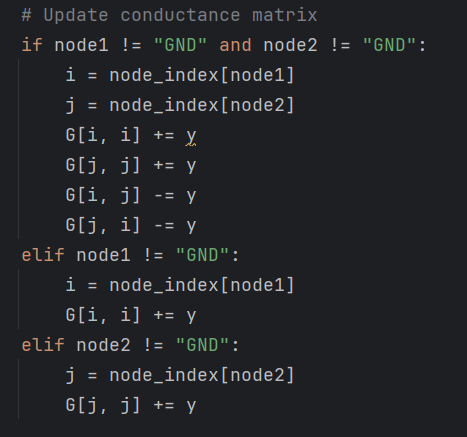 # Update conductance matrix
if node1 != "GND" and node2 != "GND":
    i = node_index[node1]
    j = node_index[node2]
    G[i, i] += y
    G[j, j] += y
    G[i, j] -= y
    G[j, i] -= y
elif node1 != "GND":
    i = node_index[node1]
    G[i, i] += y
elif node2 != "GND":
    j = node_index[node2]
    G[j, j] += y